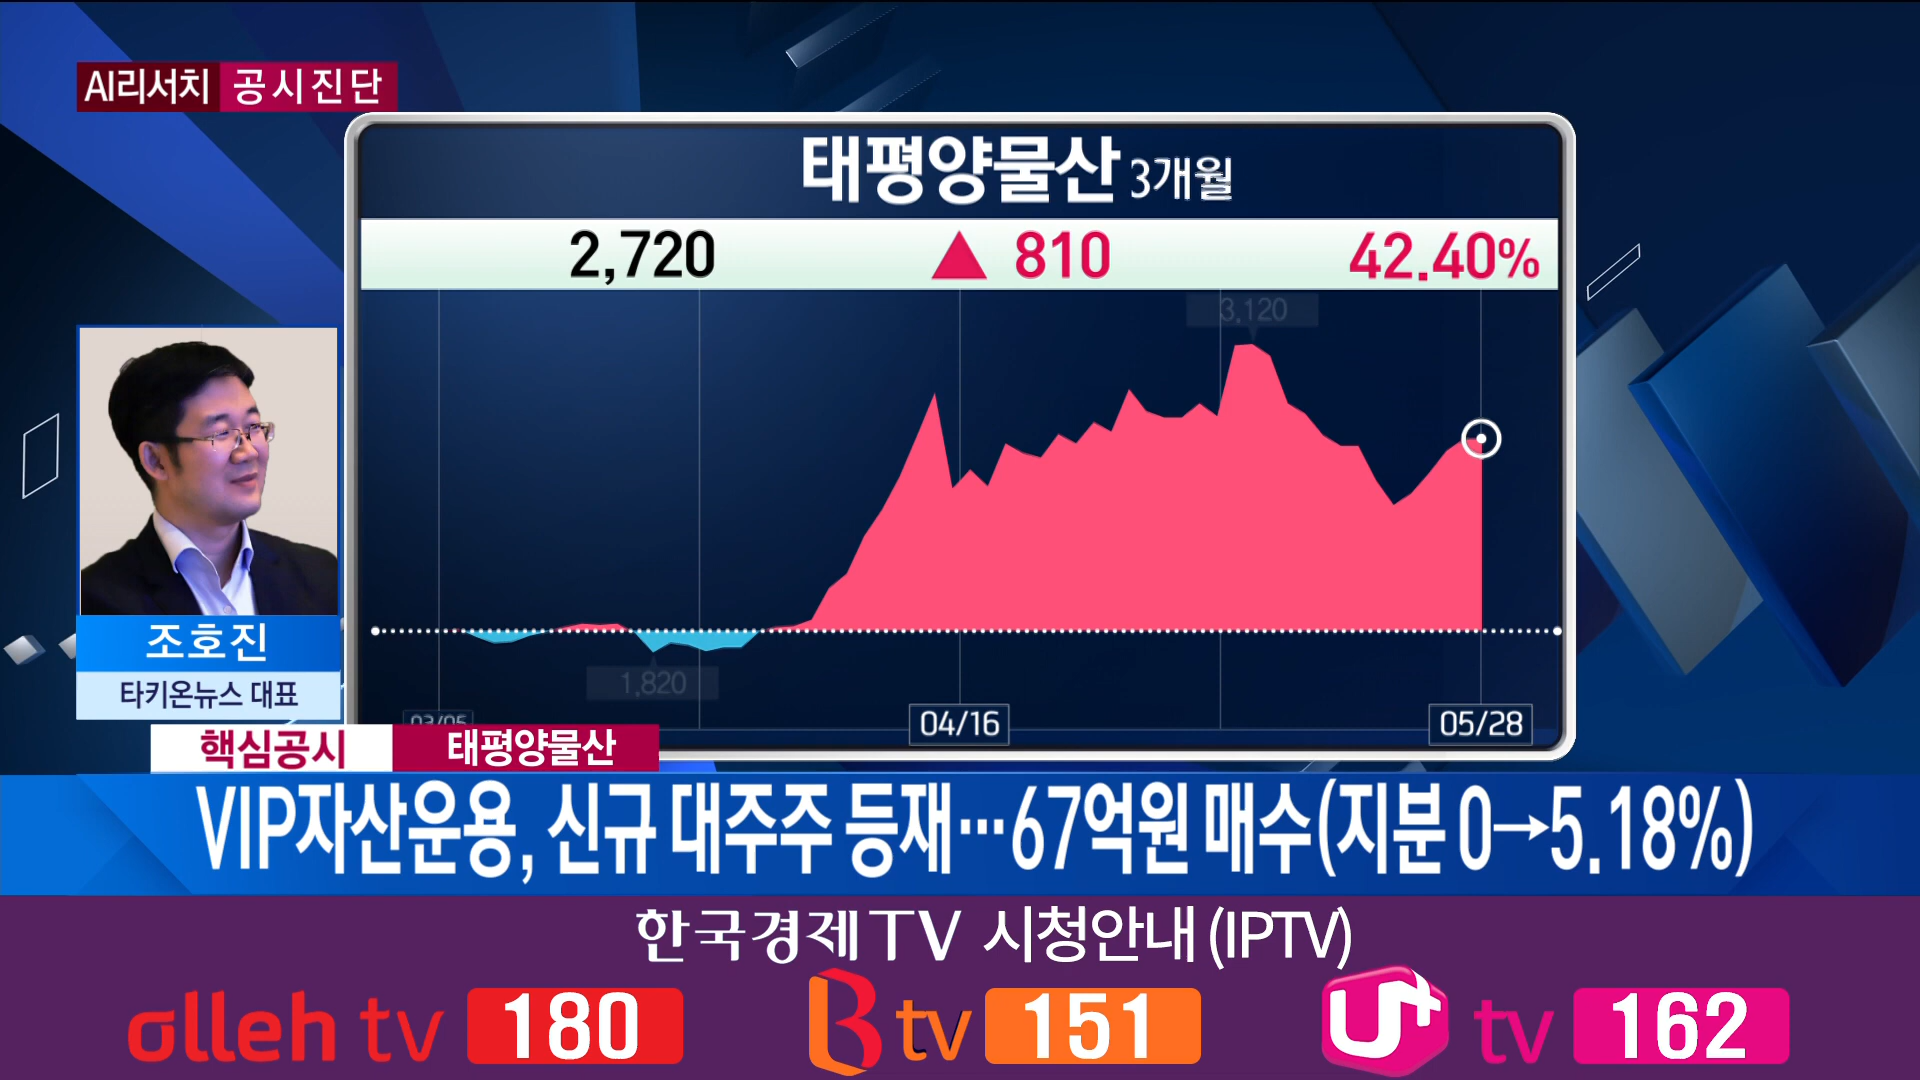 AI리서치 공시진단
태평양물산 3개월
2,720 ▲ 810 42.40%
3,120
1,820
03/05 04/16 05/28
조호진
타키온뉴스 대표
핵심공시 태평양물산
VIP자산운용, 신규 대주주 등재…67억원 매수(지분 0→5.18%)
한국경제TV 시청안내(IPTV)
olleh tv 180 B tv 151 U+ tv 162